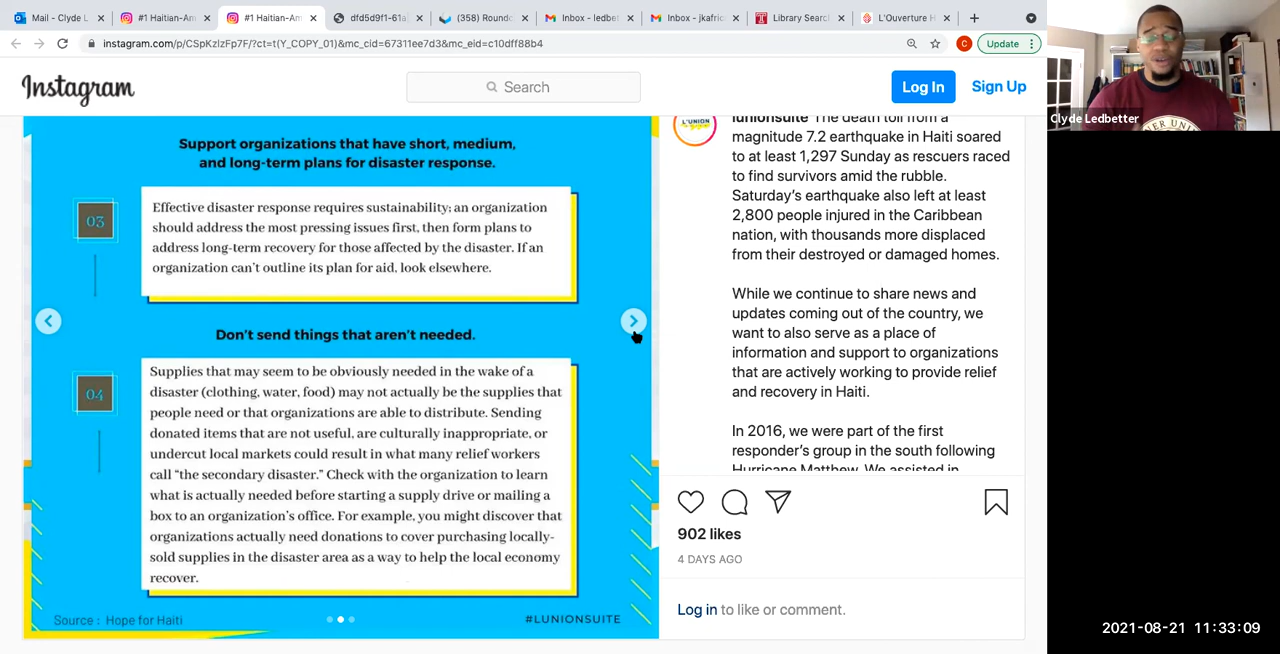 Mail - Clyde L
#1 Haitian-Am
#1 Haitian-Am
dfd5d9f1-61a
(358) Round
Inbox - ledbet
Inbox - jkafric
Library Searc
L'Ouverture H
instagram.com/p/CSpKzlzFp7F/?ct=t(Y_COPY_01)&mc_cid=67311ee7d3&mc_eid=c10dff88b4
C
Update
Instagram
Search
Log In
Sign Up
Support organizations that have short, medium,
and long-term plans for disaster response.
03
Effective disaster response requires sustainability; an organization
should address the most pressing issues first, then form plans to
address long-term recovery for those affected by the disaster. If an
organization can't outline its plan for aid, look elsewhere.
Don't send things that aren't needed.
04
Supplies that may seem to be obviously needed in the wake of a
disaster (clothing, water, food) may not actually be the supplies that
people need or that organizations are able to distribute. Sending
donated items that are not useful, are culturally inappropriate, or
undercut local markets could result in what many relief workers
call “the secondary disaster.” Check with the organization to learn
what is actually needed before starting a supply drive or mailing a
box to an organization's office. For example, you might discover that
organizations actually need donations to cover purchasing locally-
sold supplies in the disaster area as a way to help the local economy
recover.
Source : Hope for Haiti
#LUNIONSUITE
L'UNION
lunionsuite The death toll from a
magnitude 7.2 earthquake in Haiti soared
to at least 1,297 Sunday as rescuers raced
to find survivors amid the rubble.
Saturday's earthquake also left at least
2,800 people injured in the Caribbean
nation, with thousands more displaced
from their destroyed or damaged homes.
While we continue to share news and
updates coming out of the country, we
want to also serve as a place of
information and support to organizations
that are actively working to provide relief
and recovery in Haiti.
In 2016, we were part of the first
responder's group in the south following
Hurricane Matthew. We assisted in
902 likes
4 DAYS AGO
Log in to like or comment.
Clyde Ledbetter
2021-08-21 11:33:09